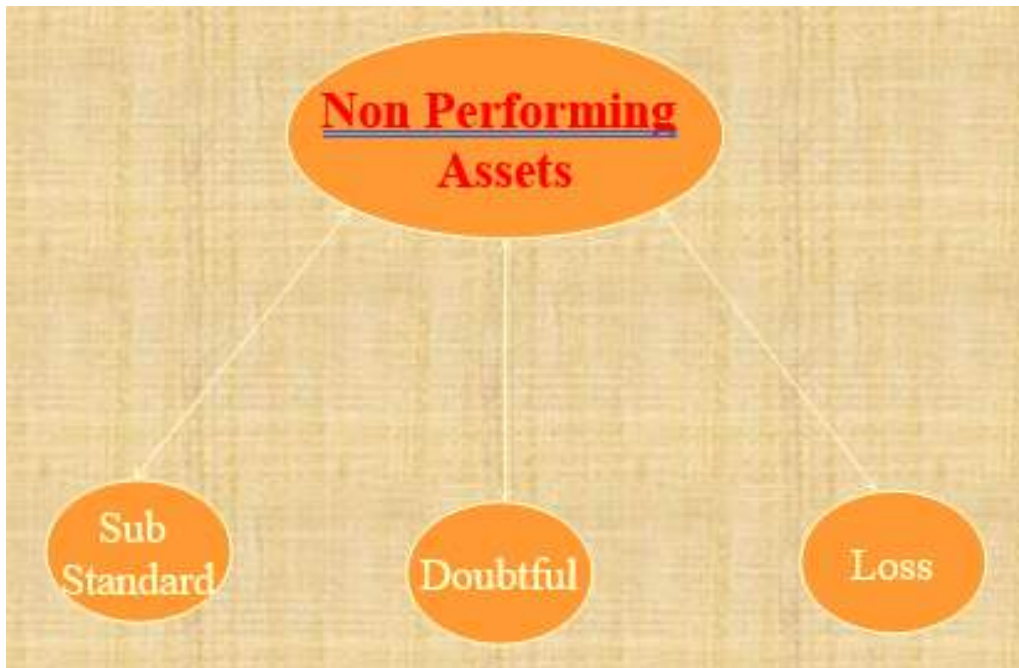 Non Performing
Assets
Sub
Standard
Doubtful
Loss